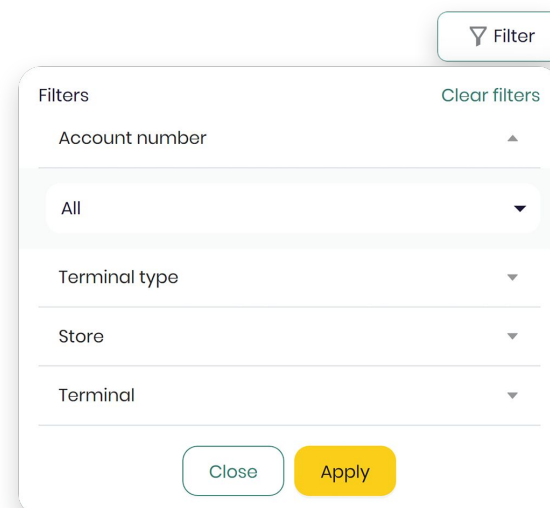 Filter
Filters Clear filters
Account number
All
Terminal type
Store
Terminal
Close Apply